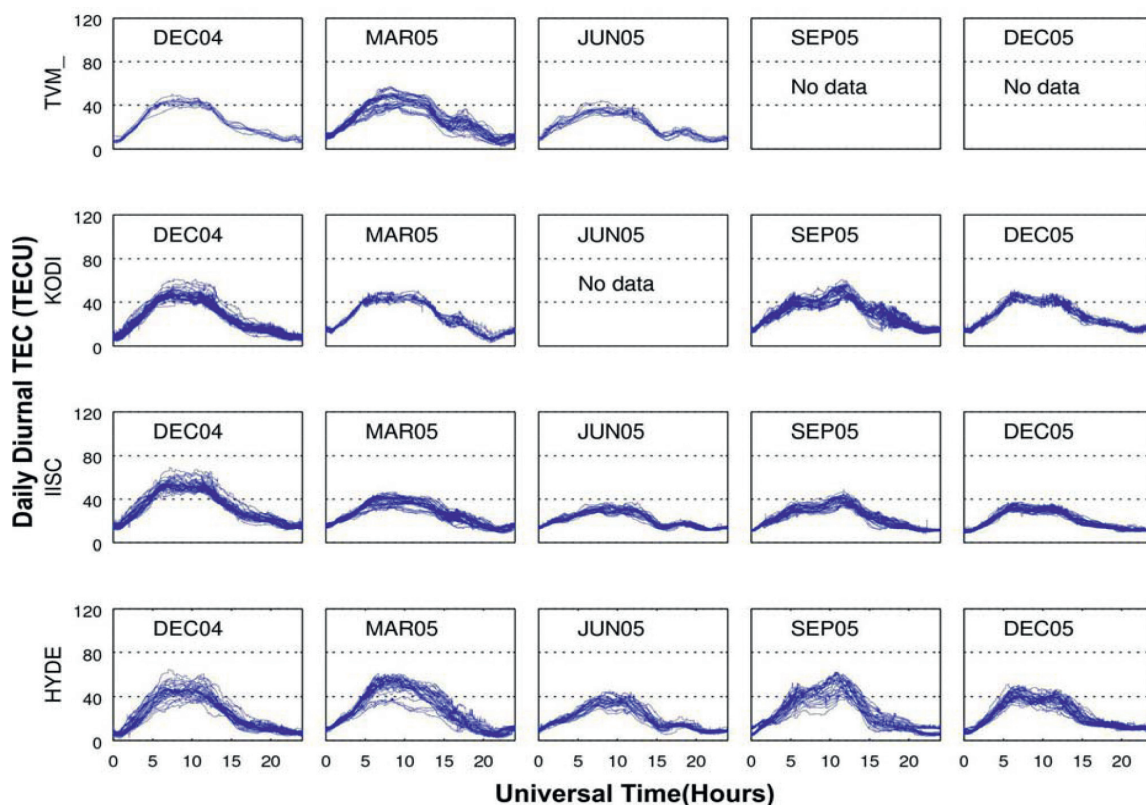 DEC04 MAR05 JUN05 SEP05 DEC05
120
80
40
0
TVM_
No data No data
DEC04 MAR05 JUN05 SEP05 DEC05
120
80
40
0
KODI
No data
DEC04 MAR05 JUN05 SEP05 DEC05
120
80
40
0
IISC
DEC04 MAR05 JUN05 SEP05 DEC05
120
80
40
0
HYDE
Daily Diurnal TEC (TECU)
0 5 10 15 20 0 5 10 15 20 0 5 10 15 20 0 5 10 15 20 0 5 10 15 20
Universal Time(Hours)